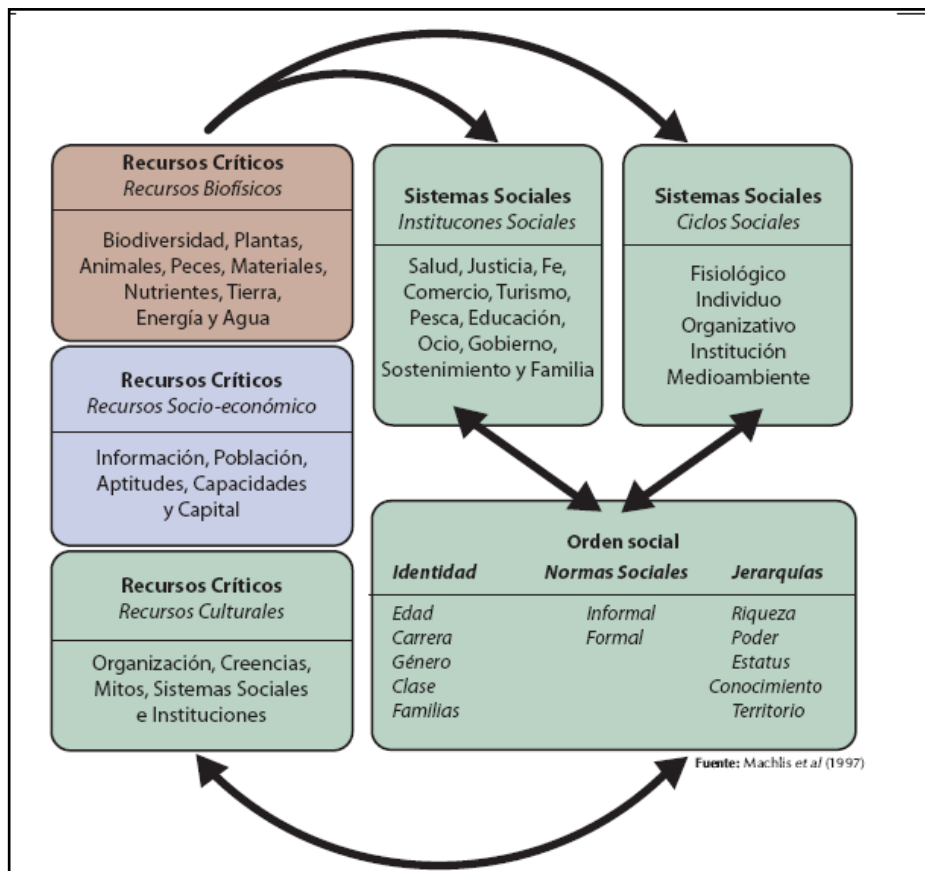 Recursos Críticos
Recursos Biofísicos
Biodiversidad, Plantas,
Animales, Peces, Materiales,
Nutrientes, Tierra,
Energía y Agua
Recursos Críticos
Recursos Socio-económico
Información, Población,
Aptitudes, Capacidades
y Capital
Recursos Críticos
Recursos Culturales
Organización, Creencias,
Mitos, Sistemas Sociales
e Instituciones
Sistemas Sociales
Institucones Sociales
Salud, Justicia, Fe,
Comercio, Turismo,
Pesca, Educación,
Ocio, Gobierno,
Sostenimiento y Familia
Sistemas Sociales
Ciclos Sociales
Fisiológico
Individuo
Organizativo
Institución
Medioambiente
Orden social
Identidad
Edad
Carrera
Género
Clase
Familias
Normas Sociales
Informal
Formal
Jerarquías
Riqueza
Poder
Estatus
Conocimiento
Territorio
Fuente: Machlis et al (1997)